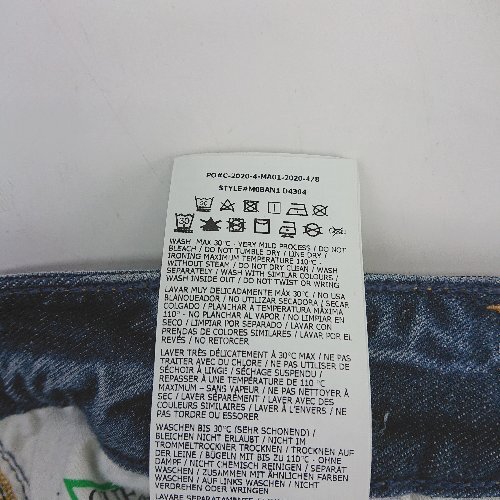 PO#C-2020-4-MA01-2020-478
STYLE#M0BAN1 D4304
30
WASH MAX 30°C - VERY MILD PROCESS / DO NOT
BLEACH / DO NOT TUMBLE DRY / LINE DRY /
IRONING MAXIMUM TEMPERATURE 110°C -
WITHOUT STEAM / DO NOT DRY CLEAN / WASH
SEPARATELY / WASH WITH SIMILAR COLOURS /
WASH INSIDE OUT / DO NOT TWIST OR WRING
LAVAR MUY DELICADAMENTE MÁX 30°C / NO USA
BLANQUEADOR / NO UTILIZAR SECADORA / SECAR
COLGADO / PLANCHAR A TEMPERATURA MÁXIMA
110° - NO PLANCHAR AL VAPOR / NO LIMPIAR EN
SECO / LIMPIAR POR SEPARADO / LAVAR CON
PRENDAS DE COLORES SIMILARES / LAVAR POR EL
REVÉS / NO RETORCER
LAVER TRÈS DÉLICATEMENT À 30°C MAX / NE PAS
TRAITER AVEC DU CHLORE / NE PAS UTILISER DE
SÉCHOIR À LINGE / SÉCHAGE SUSPENDU /
REPASSER À UNE TEMPÉRATURE DE 110 °C
MAXIMUM - SANS VAPEUR / NE PAS NETTOYER À
SEC / LAVER SÉPARÉMENT / LAVER AVEC DES
COULEURS SIMILAIRES / LAVER À L'ENVERS / NE
PAS TORDRE OU ESSORER
WASCHEN BIS 30°C (SEHR SCHONEND) /
BLEICHEN NICHT ERLAUBT / NICHT IM
TROMMELTROCKNER TROCKNEN / TROCKNEN AUF
DER LEINE / BÜGELN MIT BIS ZU 110°C - OHNE
DAMPF / NICHT CHEMISCH REINIGEN / SEPARAT
WASCHEN / ZUSAMMEN MIT ÄHNLICHEN FARBEN
WASCHEN / AUF LINKS WASCHEN / NICHT
VERDREHEN ODER WRINGEN
LAVARE SEPARATAMENTE